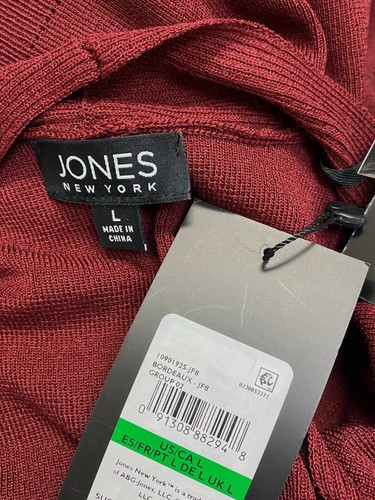 JONES
NEW YORK
L
MADE IN
CHINA
10901925-JF8
BORDEAUX - JF8
GROUP 02
0 91308 88294 8
US/CA L
ES/FR/PT L DE L UK L
Jones New York™ is a
of ABG-Jones, LLC.
LLC